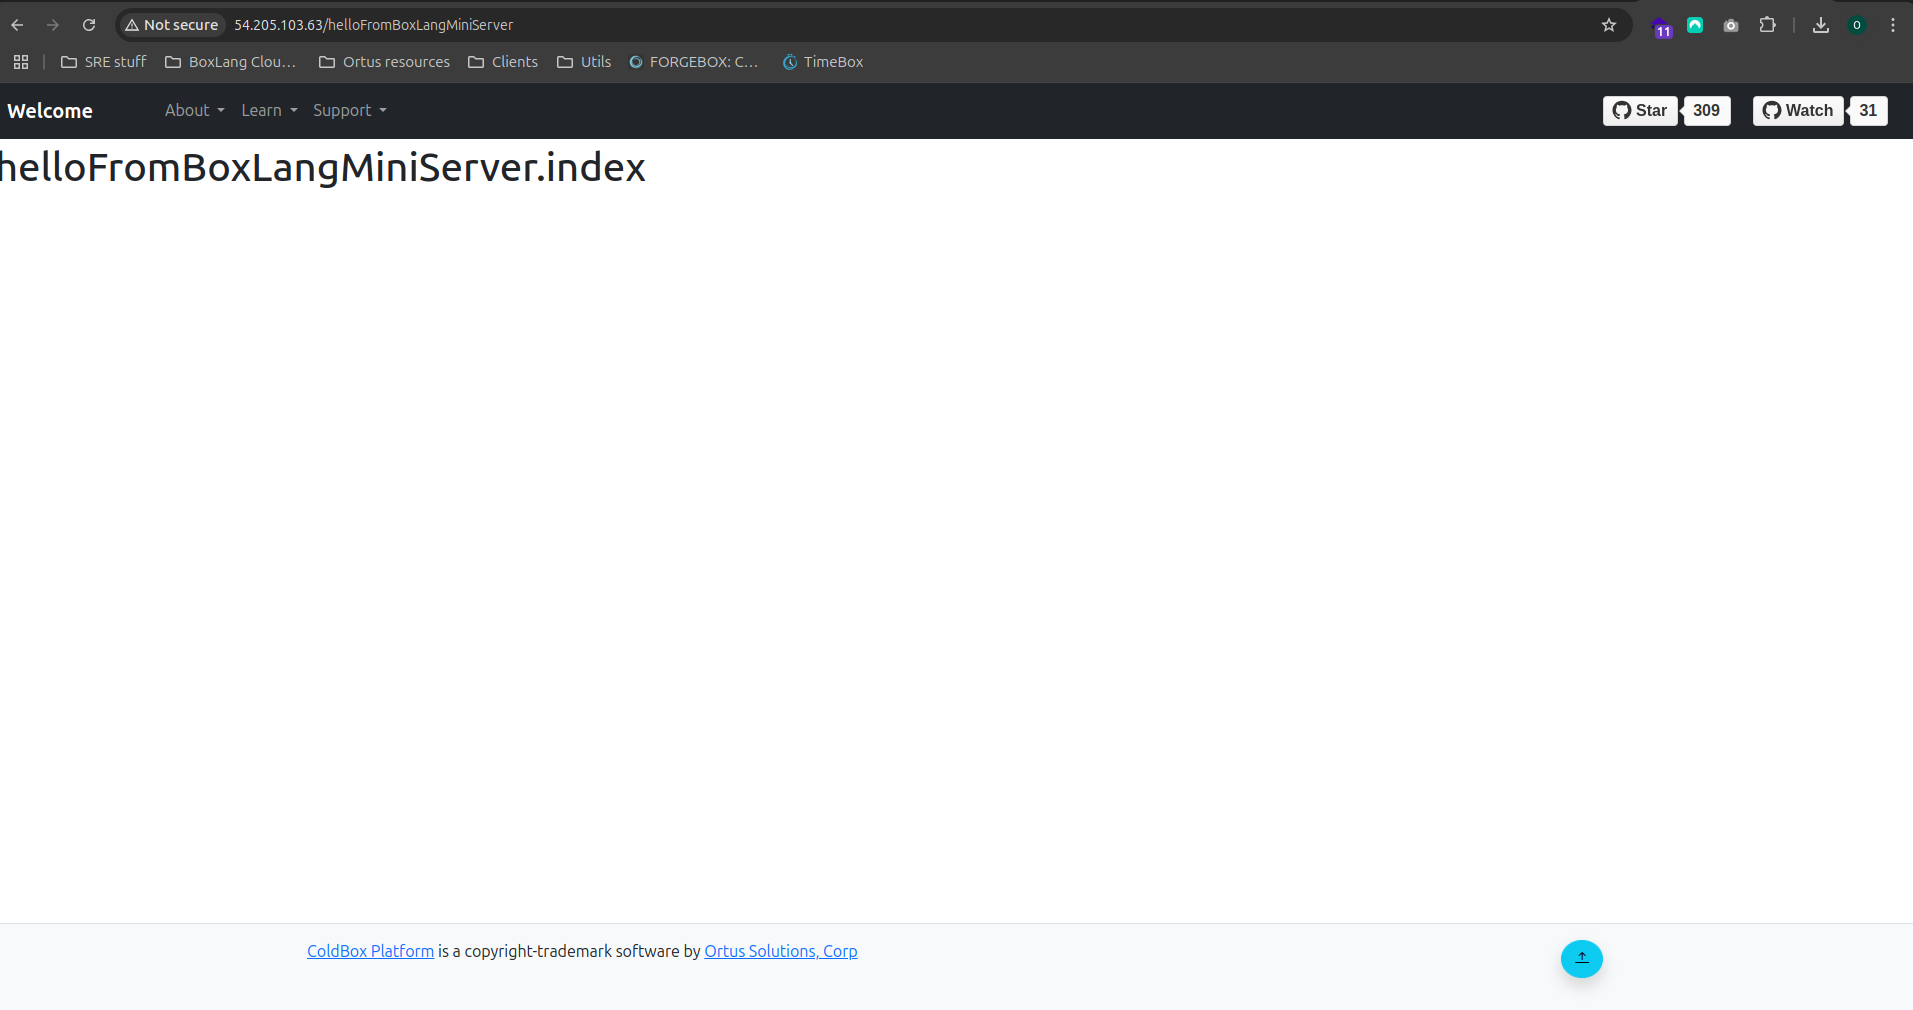 Not secure 54.205.103.63/helloFromBoxLangMiniServer 11 O
SRE stuff BoxLang Clou... Ortus resources Clients Utils FORGEBOX: C... TimeBox
Welcome About Learn Support Star 309 Watch 31
helloFromBoxLangMiniServer.index
ColdBox Platform is a copyright-trademark software by Ortus Solutions, Corp